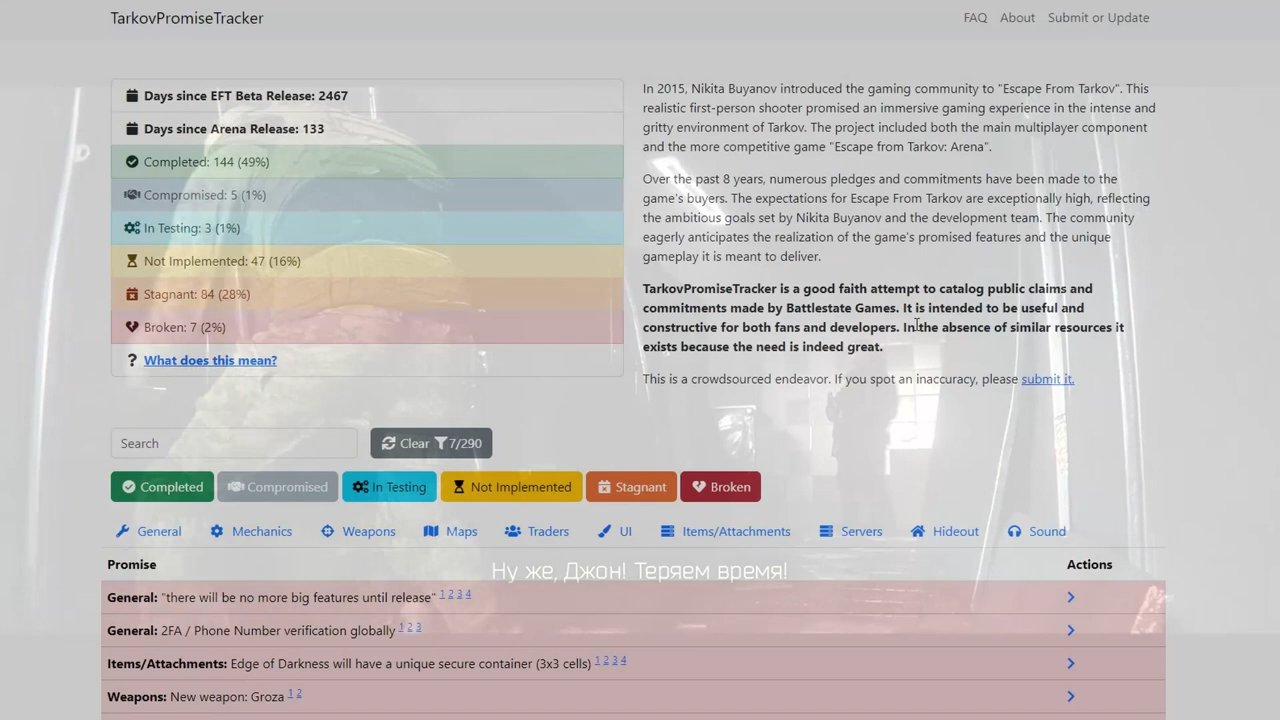 TarkovPromiseTracker
FAQ About Submit or Update
Days since EFT Beta Release: 2467
Days since Arena Release: 133
Completed: 144 (49%)
Compromised: 5 (1%)
In Testing: 3 (1%)
Not Implemented: 47 (16%)
Stagnant: 84 (28%)
Broken: 7 (2%)
? What does this mean?
In 2015, Nikita Buyanov introduced the gaming community to "Escape From Tarkov". This
realistic first-person shooter promised an immersive gaming experience in the intense and
gritty environment of Tarkov. The project included both the main multiplayer component
and the more competitive game "Escape from Tarkov: Arena".
Over the past 8 years, numerous pledges and commitments have been made to the
game's buyers. The expectations for Escape From Tarkov are exceptionally high, reflecting
the ambitious goals set by Nikita Buyanov and the development team. The community
eagerly anticipates the realization of the game's promised features and the unique
gameplay it is meant to deliver.
TarkovPromiseTracker is a good faith attempt to catalog public claims and
commitments made by Battlestate Games. It is intended to be useful and
constructive for both fans and developers. In the absence of similar resources it
exists because the need is indeed great.
This is a crowdsourced endeavor. If you spot an inaccuracy, please submit it.
Search Clear 7/290
Completed Compromised In Testing Not Implemented Stagnant Broken
General Mechanics Weapons Maps Traders UI Items/Attachments Servers Hideout Sound
Promise Actions
Ну же, Джон! Теряем время!
General: "there will be no more big features until release" 1 2 3 4
General: 2FA / Phone Number verification globally 1 2 3
Items/Attachments: Edge of Darkness will have a unique secure container (3x3 cells) 1 2 3 4
Weapons: New weapon: Groza 1 2